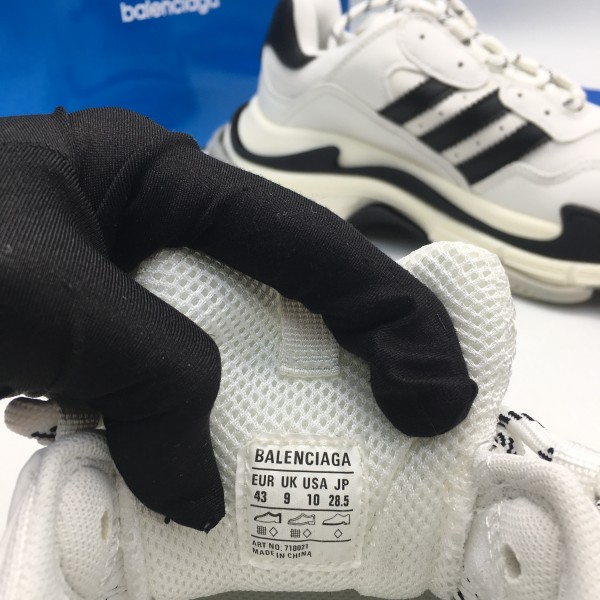 balenciaga
BALENCIAGA
EUR UK USA JP
43 9 10 28.5
ART NO. 710021
MADE IN CHINA